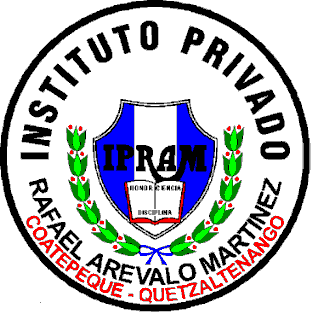 INSTITUTO PRIVADO
IPRAM
HONOR CIENCIA
DISCIPLINA
RAFAEL AREVALO MARTINEZ
COATEPEQUE - QUETZALTENANGO